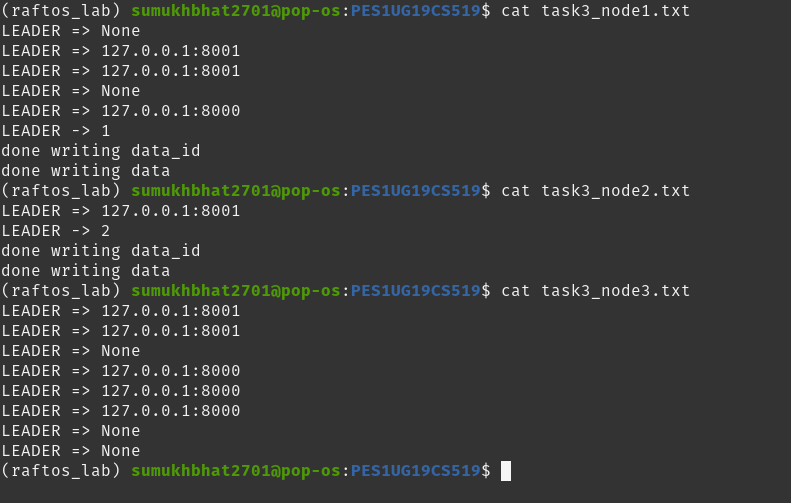 (raftos_lab) sumukhbhat2701@pop-os:PES1UG19CS519$ cat task3_node1.txt
LEADER => None
LEADER => 127.0.0.1:8001
LEADER => 127.0.0.1:8001
LEADER => None
LEADER => 127.0.0.1:8000
LEADER -> 1
done writing data_id
done writing data
(raftos_lab) sumukhbhat2701@pop-os:PES1UG19CS519$ cat task3_node2.txt
LEADER => 127.0.0.1:8001
LEADER -> 2
done writing data_id
done writing data
(raftos_lab) sumukhbhat2701@pop-os:PES1UG19CS519$ cat task3_node3.txt
LEADER => 127.0.0.1:8001
LEADER => 127.0.0.1:8001
LEADER => None
LEADER => 127.0.0.1:8000
LEADER => 127.0.0.1:8000
LEADER => 127.0.0.1:8000
LEADER => None
LEADER => None
(raftos_lab) sumukhbhat2701@pop-os:PES1UG19CS519$